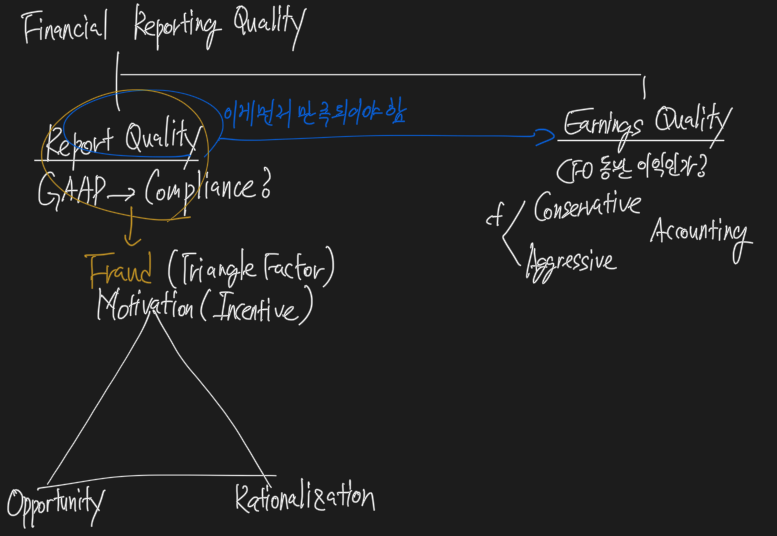 Financial Reporting Quality
이게 먼저 만족되어야 함
Report Quality
GAAP → Compliance?
Fraud (Triangle Factor)
Motivation (Incentive)
Opportunity
Rationalization
Earnings Quality
CFO 동반 이익인가?
cf
Conservative
Aggressive
Accounting